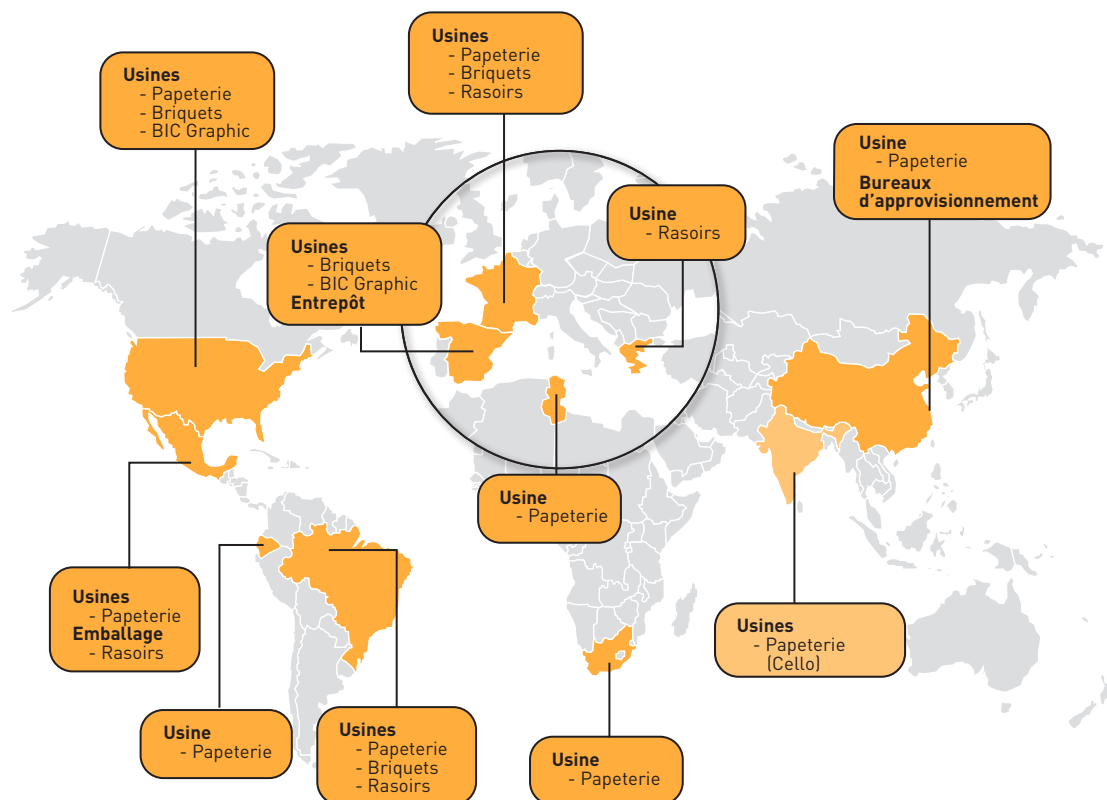 Usines
- Papeterie
- Briquets
- Rasoirs
Usines
- Papeterie
- Briquets
- BIC Graphic
Usine
- Papeterie
Bureaux
d’approvisionnement
Usine
- Rasoirs
Usines
- Briquets
- BIC Graphic
Entrepôt
Usine
- Papeterie
Usines
- Papeterie
Emballage
- Rasoirs
Usines
- Papeterie
(Cello)
Usine
- Papeterie
Usines
- Papeterie
- Briquets
- Rasoirs
Usine
- Papeterie